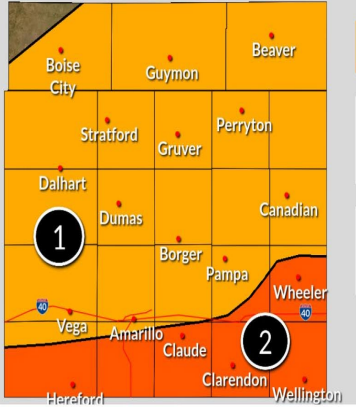 Boise
City
Guymon
Beaver
Stratford
Gruver
Perryton
Dalhart
Dumas
Canadian
1
Borger
Pampa
Wheeler
40
40
Vega
Amarillo
Claude
2
Clarendon
Hereford
Wellington